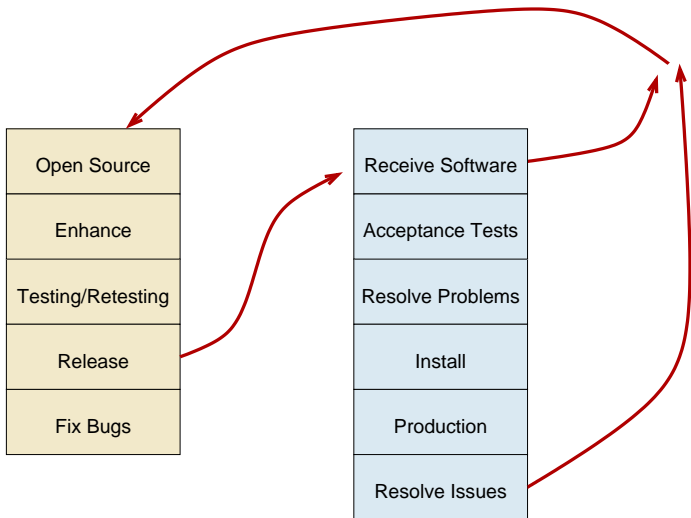 Open Source
Enhance
Testing/Retesting
Release
Fix Bugs
Receive Software
Acceptance Tests
Resolve Problems
Install
Production
Resolve Issues